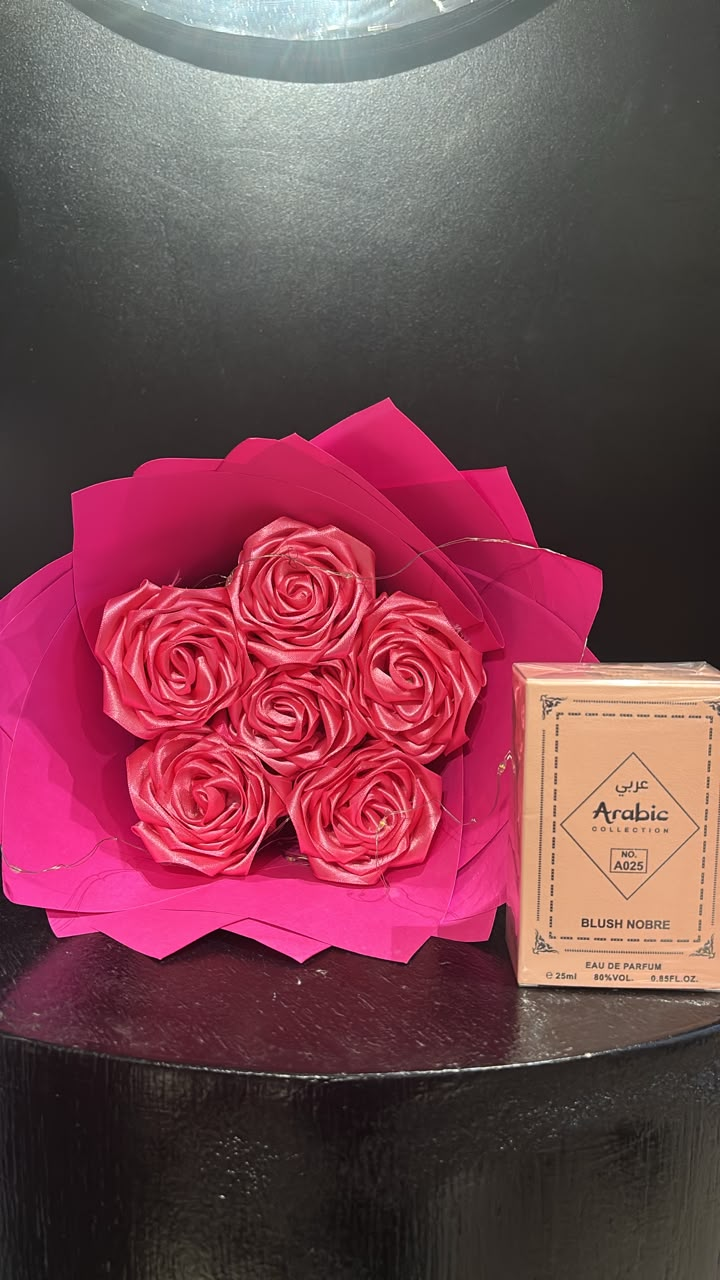 عربي
Arabic
COLLECTION
NO.
A025
BLUSH NOBRE
EAU DE PARFUM
e 25ml 80%VOL. 0.85FL.OZ.